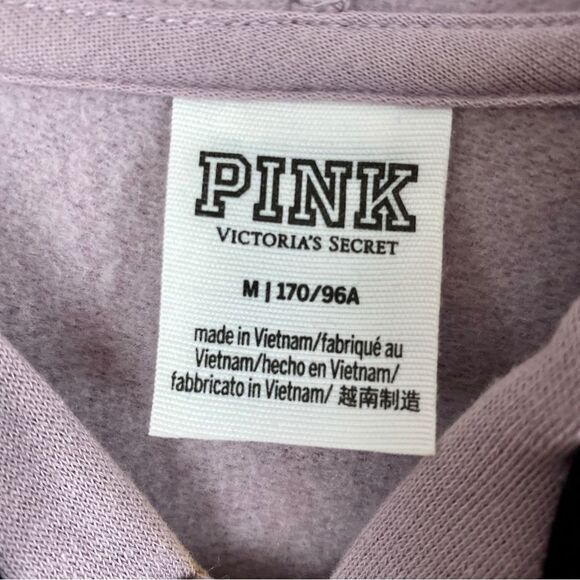 PINK
VICTORIA'S SECRET
M | 170/96A
made in Vietnam/fabriqué au
Vietnam/hecho en Vietnam/
fabbricato in Vietnam/ 越南制造